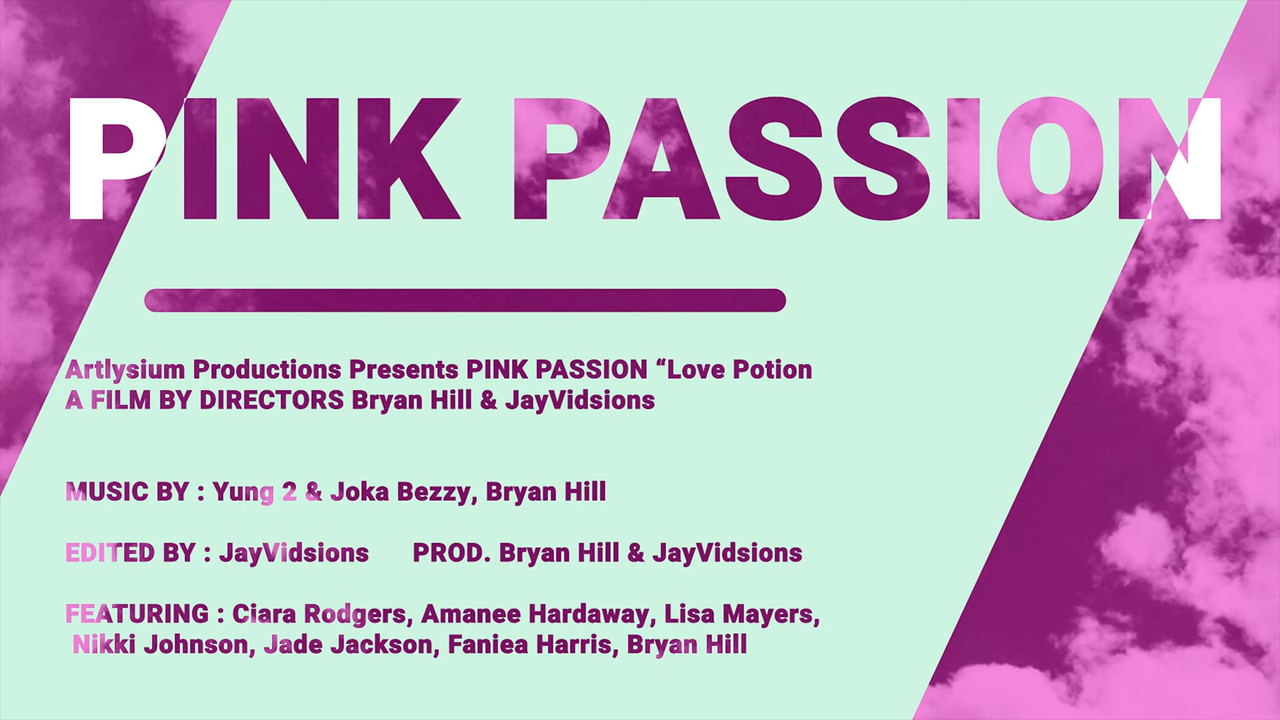 PINK PASSION
Artlysium Productions Presents PINK PASSION “Love Potion
A FILM BY DIRECTORS Bryan Hill & JayVidsions
MUSIC BY : Yung 2 & Joka Bezzy, Bryan Hill
EDITED BY : JayVidsions PROD. Bryan Hill & JayVidsions
FEATURING : Ciara Rodgers, Amanee Hardaway, Lisa Mayers,
Nikki Johnson, Jade Jackson, Faniea Harris, Bryan Hill